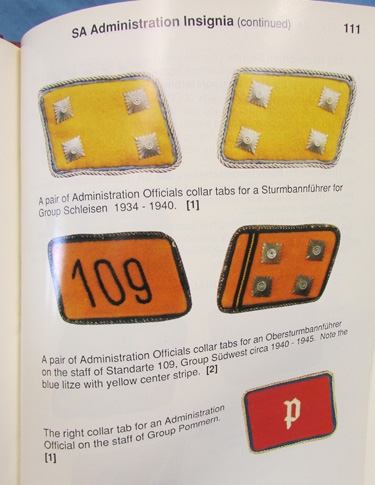 SA Administration Insignia (continued)
111
A pair of Administration Officials collar tabs for a Sturmbannführer for
Group Schleisen 1934 - 1940. [1]
109
A pair of Administration Officials collar tabs for an Obersturmbannführer
on the staff of Standarte 109, Group Südwest circa 1940 - 1945. Note the
blue litze with yellow center stripe. [2]
The right collar tab for an Administration
Official on the staff of Group Pommern.
[1]
p